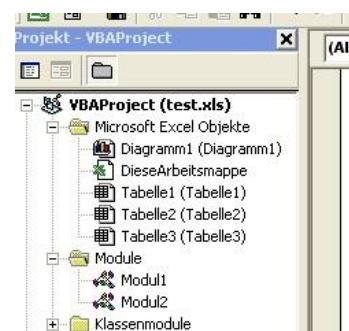 Projekt - VBAProject
VBAProject (test.xls)
Microsoft Excel Objekte
Diagramm1 (Diagramm1)
DieseArbeitsmappe
Tabelle1 (Tabelle1)
Tabelle2 (Tabelle2)
Tabelle3 (Tabelle3)
Module
Modul1
Modul2
Klassenmodule